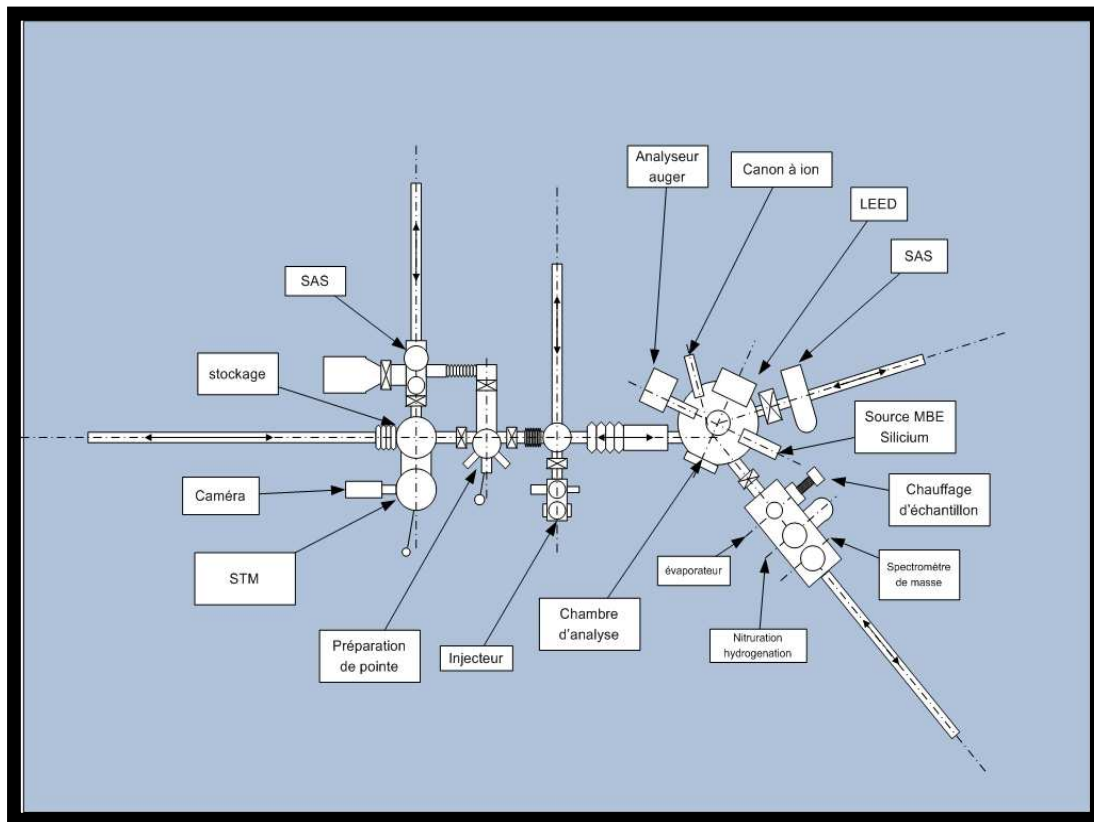 Analyseur
auger
Canon à ion
LEED
SAS
SAS
stockage
Source MBE
Silicium
Caméra
Chauffage
d'échantillon
STM
évaporateur
Spectromètre
de masse
Chambre
d'analyse
Préparation
de pointe
Injecteur
Nitruration
hydrogenation